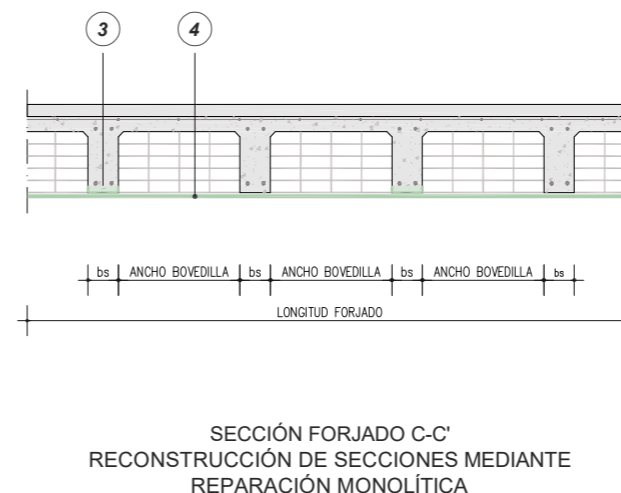 3 4
bs ANCHO BOVEDILLA bs ANCHO BOVEDILLA bs ANCHO BOVEDILLA bs
LONGITUD FORJADO
SECCIÓN FORJADO C-C'
RECONSTRUCCIÓN DE SECCIONES MEDIANTE
REPARACIÓN MONOLÍTICA